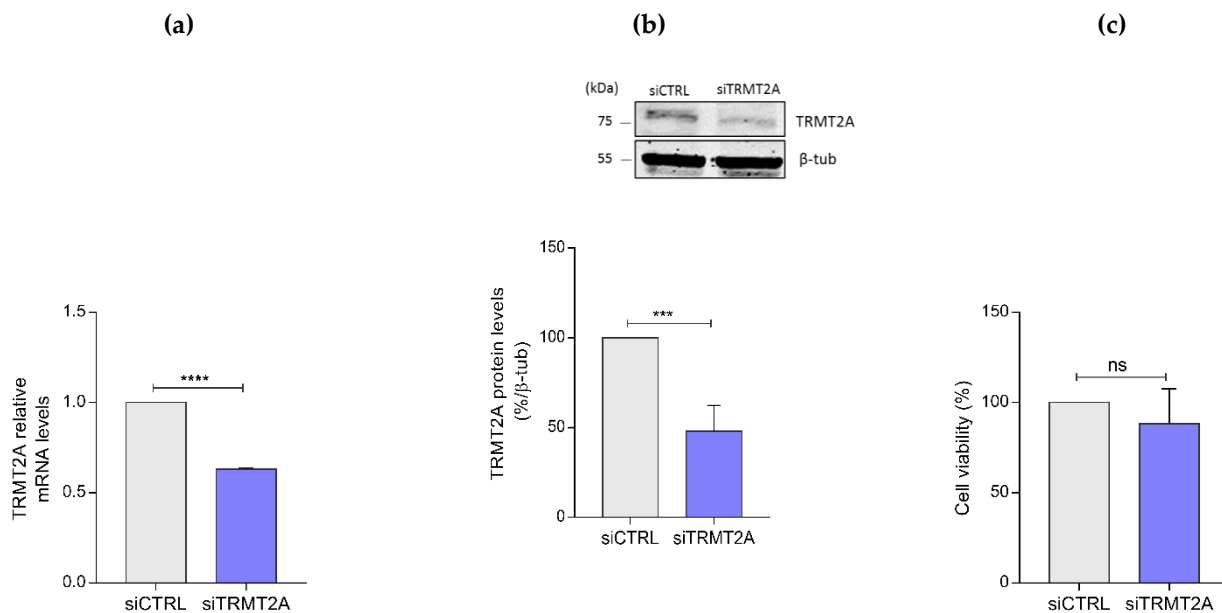 (a)
(b)
(c)
(kDa)
siCTRL
siTRMT2A
75
TRMT2A
55
β-tub
TRMT2A relative
mRNA levels
1.5
1.0
0.5
0.0
****
siCTRL
siTRMT2A
TRMT2A protein levels
(%/β-tub)
150
100
50
0
***
siCTRL
siTRMT2A
Cell viability (%)
150
100
50
0
ns
siCTRL
siTRMT2A